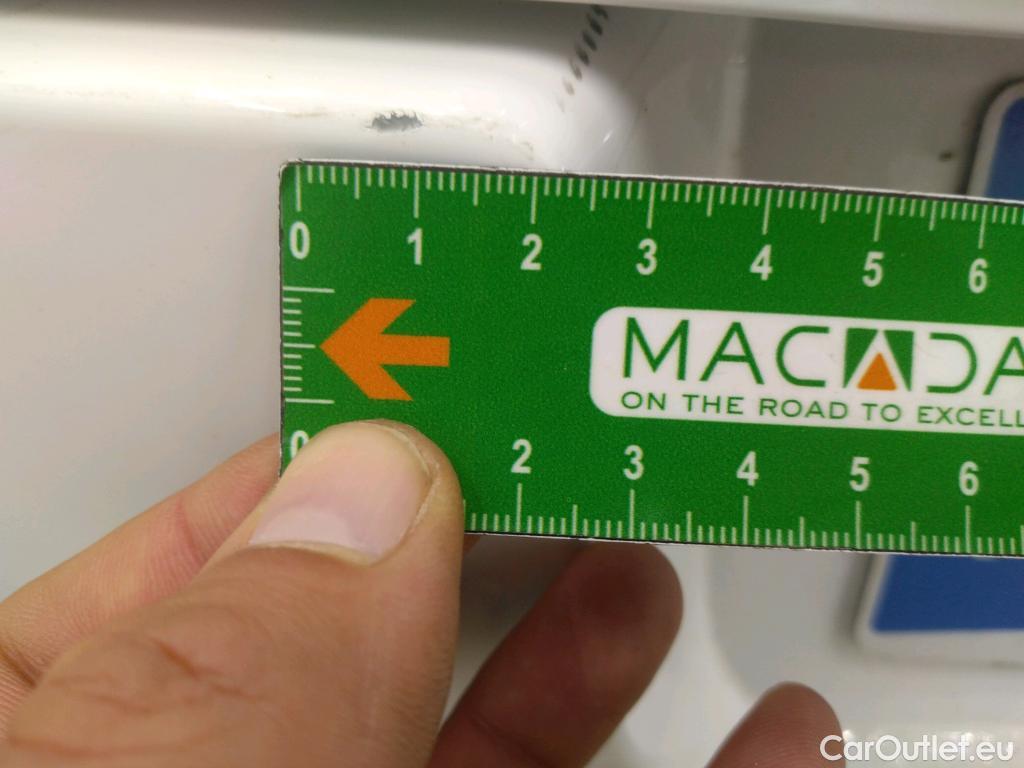 0 1 2 3 4 5 6
MACADA
ON THE ROAD TO EXCELL
0 2 3 4 5 6
CarOutlet.eu